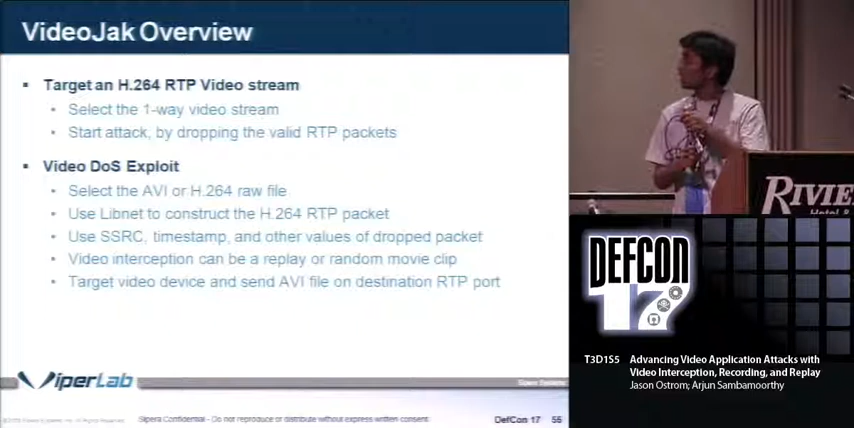 VideoJak Overview
Target an H.264 RTP Video stream
Select the 1-way video stream
Start attack, by dropping the valid RTP packets
Video DoS Exploit
Select the AVI or H.264 raw file
Use Libnet to construct the H.264 RTP packet
Use SSRC, timestamp, and other values of dropped packet
Video interception can be a replay or random movie clip
Target video device and send AVI file on destination RTP port
ViperLab
Sipera Systems
Sipera Confidential - Do not reproduce or distribute without express written consent
DefCon 17 55
RIVIE
Hotel &
DEFCON
17
T3D1S5 Advancing Video Application Attacks with
Video Interception, Recording, and Replay
Jason Ostrom; Arjun Sambamoorthy